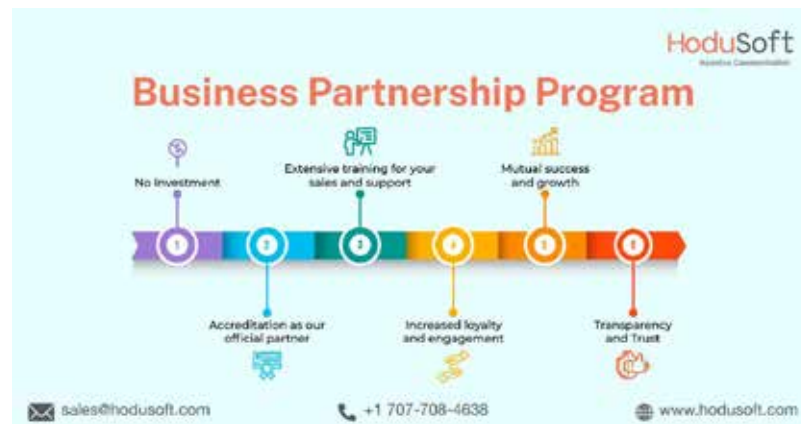 HoduSoft
Business Partnership Program
No Investment
Extensive training for your
sales and support
Mutual success
and growth
1
2
3
4
5
6
Accreditation as our
official partner
Increased loyalty
and engagement
Transparency
and Trust
sales@hodusoft.com
+1 707-708-4638
www.hodusoft.com